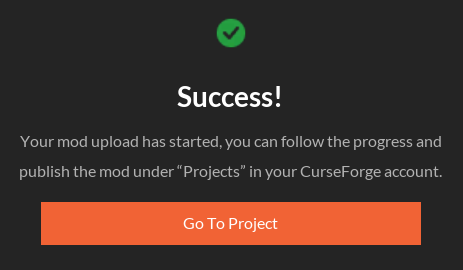 Success!
Your mod upload has started, you can follow the progress and
publish the mod under “Projects” in your CurseForge account.
Go To Project